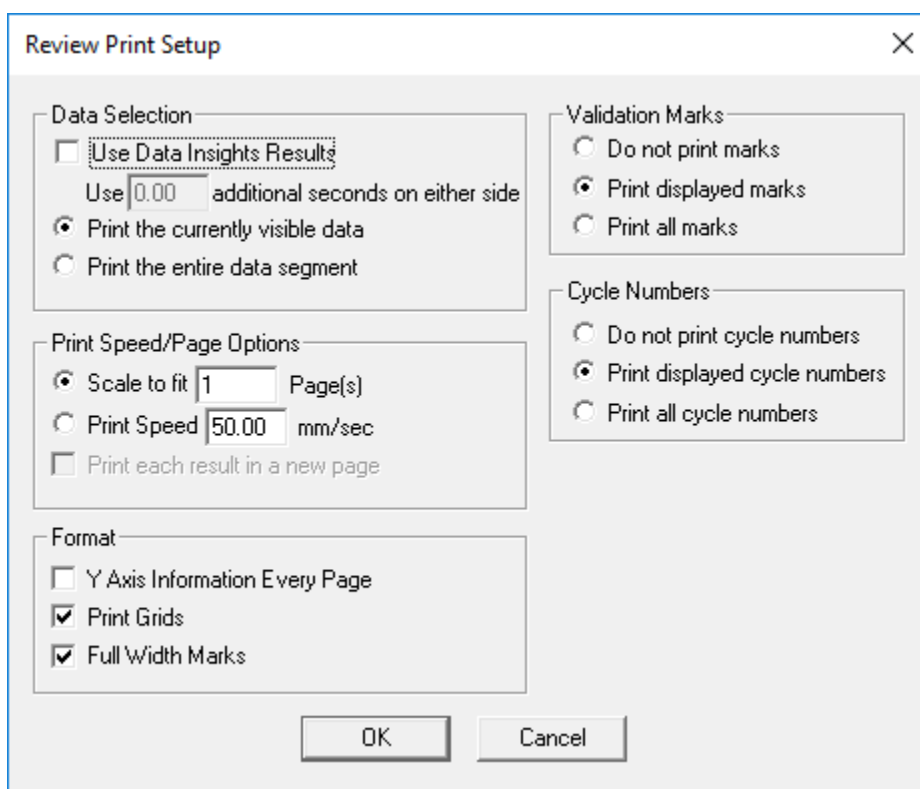 Review Print Setup
Data Selection
Use Data Insights Results
Use 0.00 additional seconds on either side
Print the currently visible data
Print the entire data segment
Print Speed/Page Options
Scale to fit 1 Page(s)
Print Speed 50.00 mm/sec
Print each result in a new page
Format
Y Axis Information Every Page
Print Grids
Full Width Marks
Validation Marks
Do not print marks
Print displayed marks
Print all marks
Cycle Numbers
Do not print cycle numbers
Print displayed cycle numbers
Print all cycle numbers
OK
Cancel